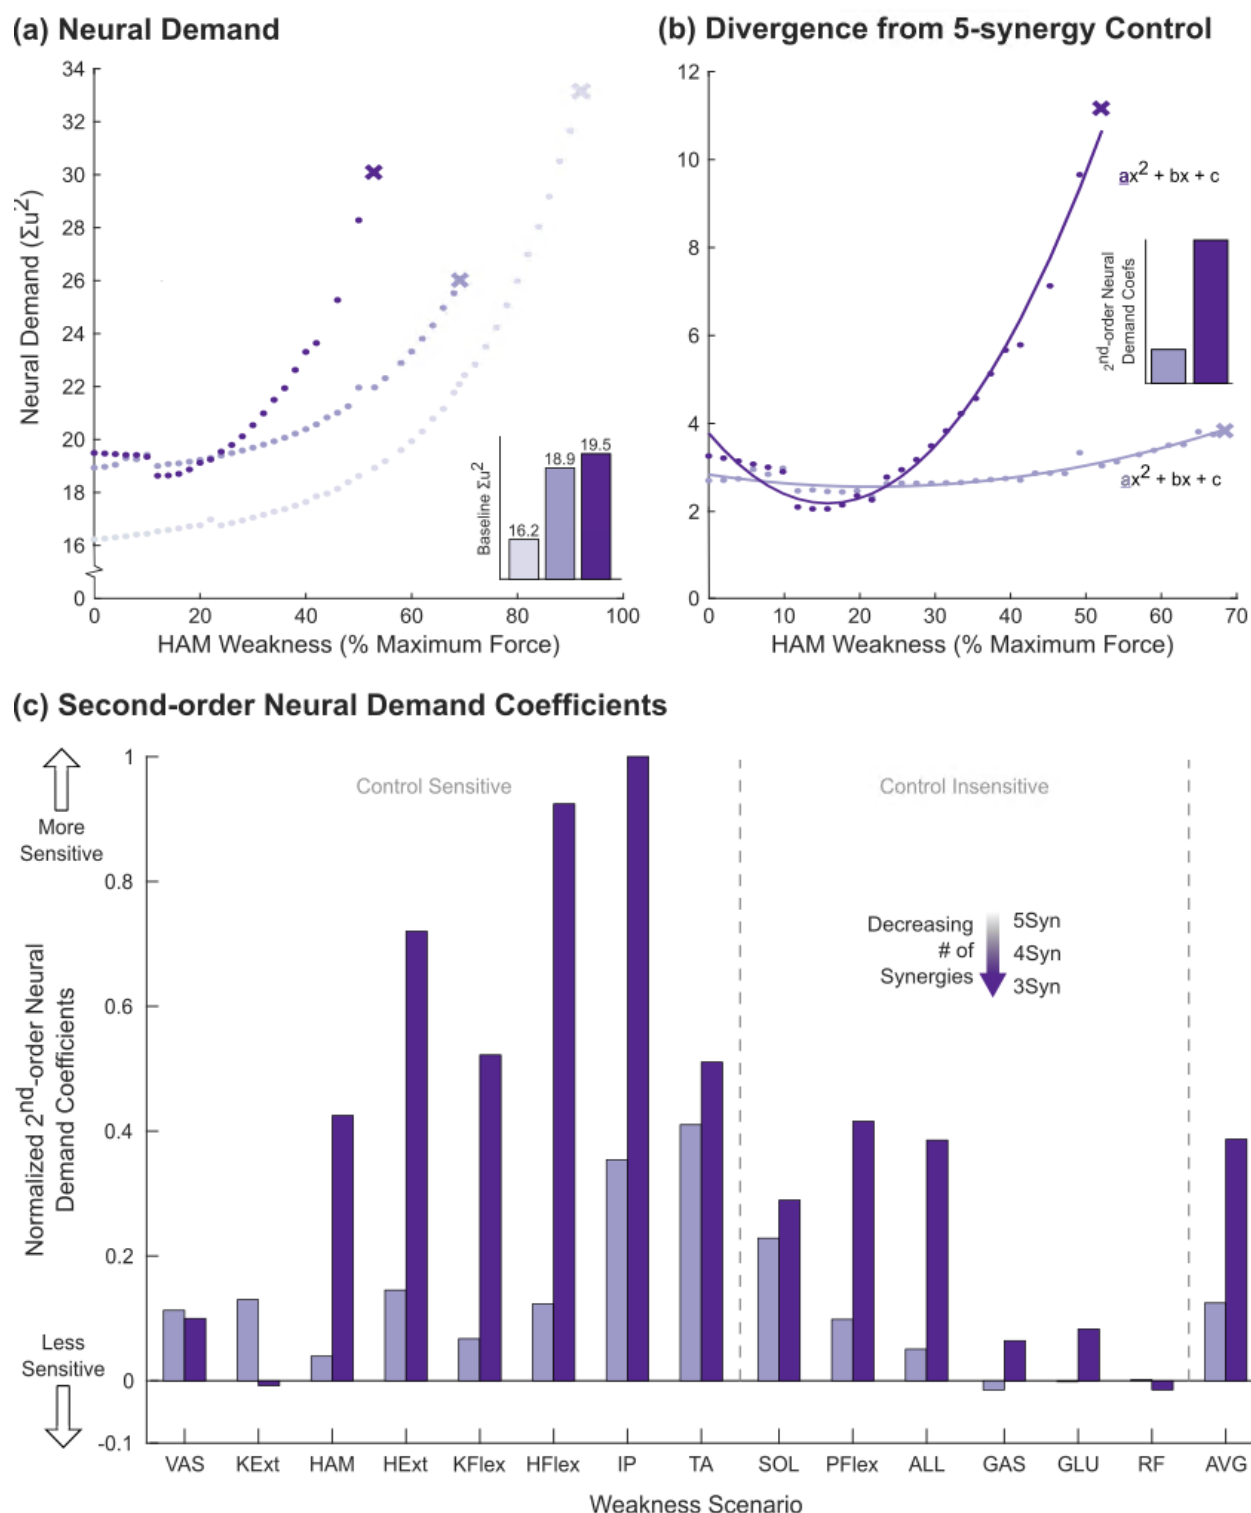 (a) Neural Demand
34
32
30
28
26
24
22
20
18
16
0
Neural Demand (Σu²)
0 20 40 60 80 100
HAM Weakness (% Maximum Force)
Baseline Σu²
16.2
18.9
19.5
(b) Divergence from 5-synergy Control
12
10
8
6
4
2
0
0 10 20 30 40 50 60 70
HAM Weakness (% Maximum Force)
ax² + bx + c
2nd-order Neural
Demand Coefs
ax² + bx + c
(c) Second-order Neural Demand Coefficients
More
Sensitive
Less
Sensitive
Normalized 2nd-order Neural
Demand Coefficients
1
0.8
0.6
0.4
0.2
0
-0.1
Control Sensitive
Control Insensitive
Decreasing
# of
Synergies
5Syn
4Syn
3Syn
VAS KExt HAM HExt KFlex HFlex IP TA SOL PFlex ALL GAS GLU RF AVG
Weakness Scenario